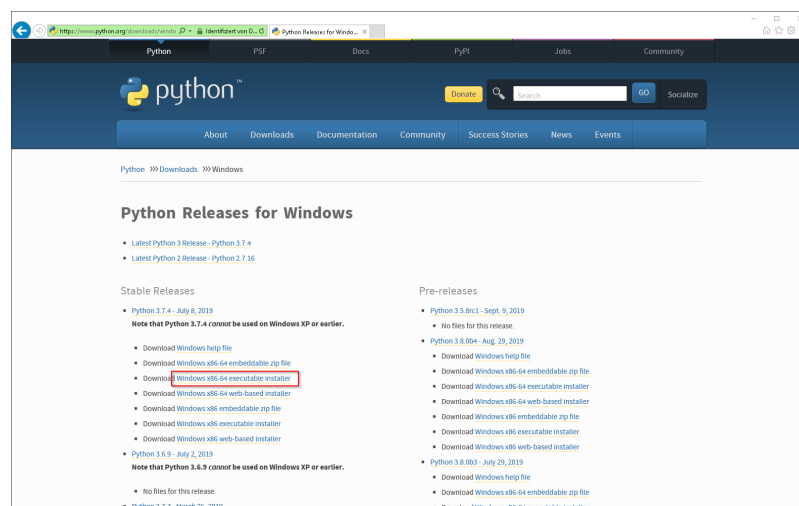 https://www.python.org/downloads/windo
Identifiziert von D...
Python Releases for Windo...
Python PSF Docs PyPI Jobs Community
python™
Donate Search GO Socialize
About Downloads Documentation Community Success Stories News Events
Python >>> Downloads >>> Windows
Python Releases for Windows
Latest Python 3 Release - Python 3.7.4
Latest Python 2 Release - Python 2.7.16
Stable Releases
Python 3.7.4 - July 8, 2019
Note that Python 3.7.4 cannot be used on Windows XP or earlier.
Download Windows help file
Download Windows x86-64 embeddable zip file
Download Windows x86-64 executable installer
Download Windows x86-64 web-based installer
Download Windows x86 embeddable zip file
Download Windows x86 executable installer
Download Windows x86 web-based installer
Python 3.6.9 - July 2, 2019
Note that Python 3.6.9 cannot be used on Windows XP or earlier.
No files for this release.
Pre-releases
Python 3.5.8rc1 - Sept. 9, 2019
No files for this release.
Python 3.8.0b4 - Aug. 29, 2019
Download Windows help file
Download Windows x86-64 embeddable zip file
Download Windows x86-64 executable installer
Download Windows x86-64 web-based installer
Download Windows x86 embeddable zip file
Download Windows x86 executable installer
Download Windows x86 web-based installer
Python 3.8.0b3 - July 29, 2019
Download Windows help file
Download Windows x86-64 embeddable zip file